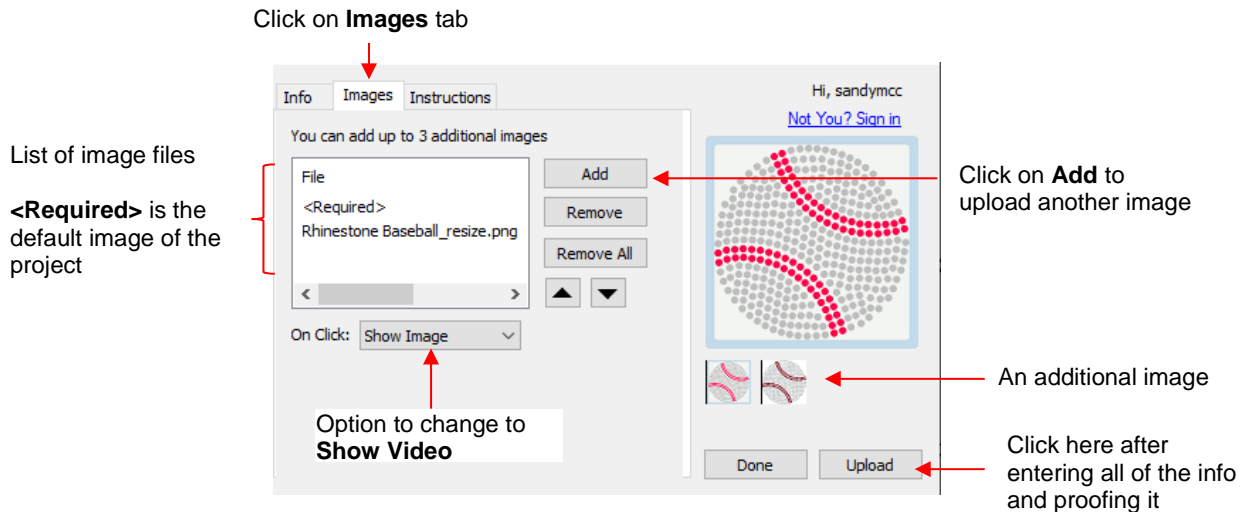 Click on Images tab
Info Images Instructions
Hi, sandymcc
Not You? Sign in
You can add up to 3 additional images
List of image files
<Required> is the
default image of the
project
File
<Required>
Rhinestone Baseball_resize.png
Add
Remove
Remove All
Click on Add to
upload another image
On Click: Show Image
Option to change to
Show Video
An additional image
Done Upload
Click here after
entering all of the info
and proofing it